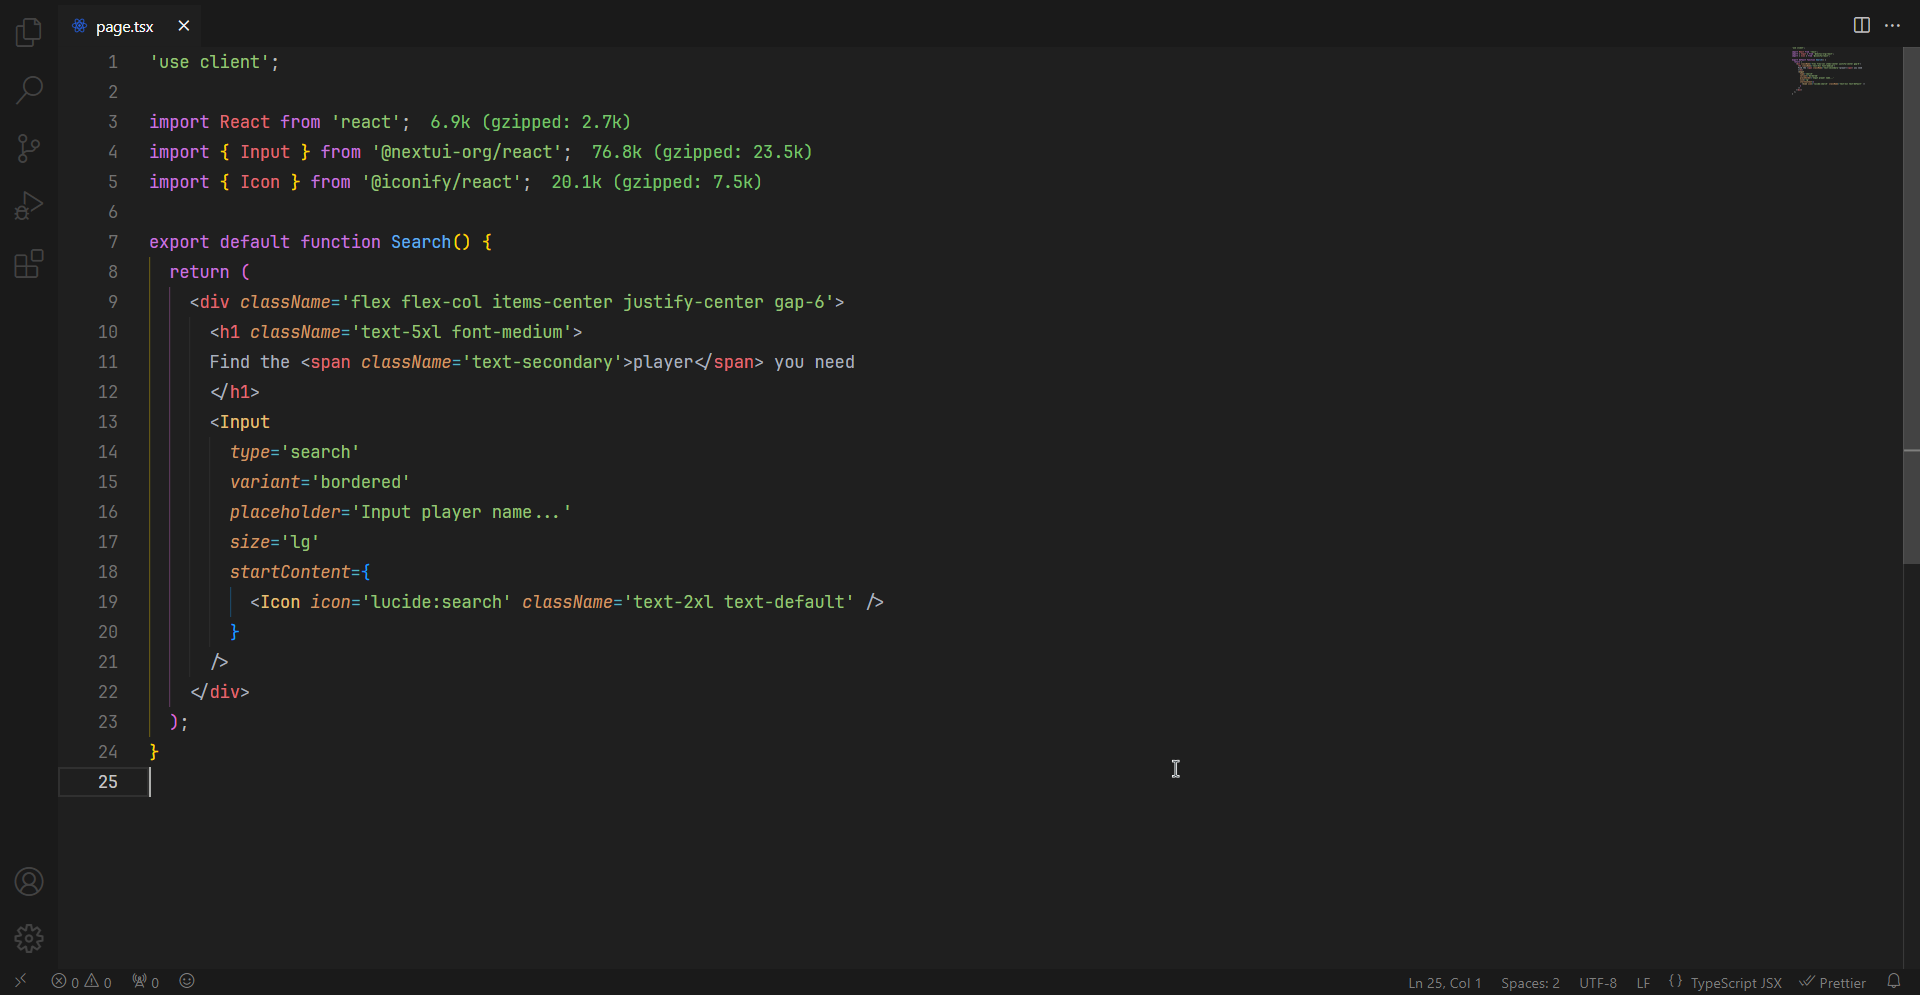 page.tsx
1 'use client';
2
3 import React from 'react'; 6.9k (gzipped: 2.7k)
4 import { Input } from '@nextui-org/react'; 76.8k (gzipped: 23.5k)
5 import { Icon } from '@iconify/react'; 20.1k (gzipped: 7.5k)
6
7 export default function Search() {
8 return (
9 <div className='flex flex-col items-center justify-center gap-6'>
10 <h1 className='text-5xl font-medium'>
11 Find the <span className='text-secondary'>player</span> you need
12 </h1>
13 <Input
14 type='search'
15 variant='bordered'
16 placeholder='Input player name...'
17 size='lg'
18 startContent={
19 <Icon icon='lucide:search' className='text-2xl text-default' />
20 }
21 />
22 </div>
23 );
24 }
25
0 0 0 Ln 25, Col 1 Spaces: 2 UTF-8 LF {} TypeScript JSX Prettier